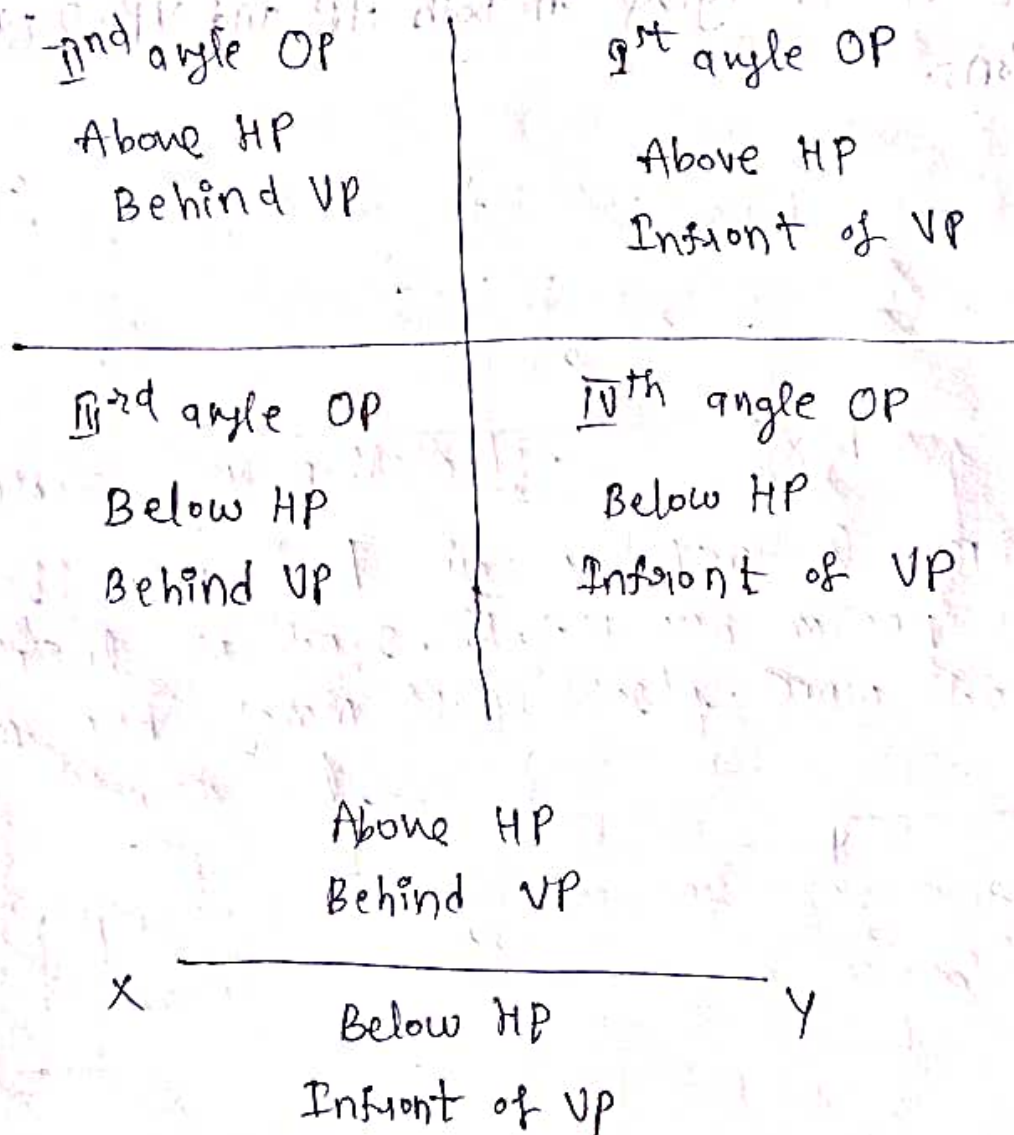 IInd angle OP
Above HP
Behind VP
Ist angle OP
Above HP
Infront of VP
IIIrd angle OP
Below HP
Behind VP
IVth angle OP
Below HP
Infront of VP
Above HP
Behind VP
X Y
Below HP
Infront of VP